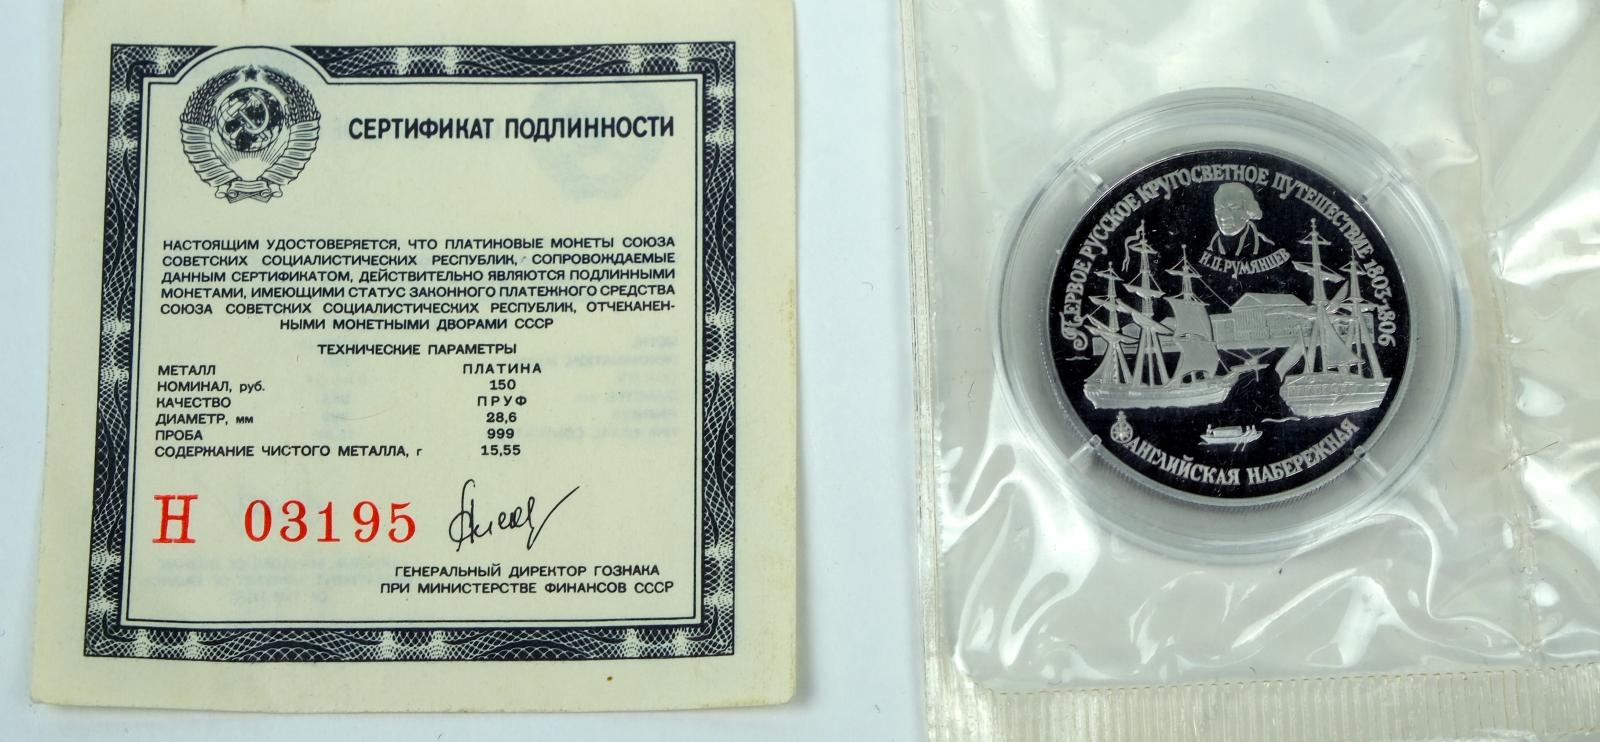 СЕРТИФИКАТ ПОДЛИННОСТИ
НАСТОЯЩИМ УДОСТОВЕРЯЕТСЯ, ЧТО ПЛАТИНОВЫЕ МОНЕТЫ СОЮЗА
СОВЕТСКИХ СОЦИАЛИСТИЧЕСКИХ РЕСПУБЛИК, СОПРОВОЖДАЕМЫЕ
ДАННЫМ СЕРТИФИКАТОМ, ДЕЙСТВИТЕЛЬНО ЯВЛЯЮТСЯ ПОДЛИННЫМИ
МОНЕТАМИ, ИМЕЮЩИМИ СТАТУС ЗАКОННОГО ПЛАТЕЖНОГО СРЕДСТВА
СОЮЗА СОВЕТСКИХ СОЦИАЛИСТИЧЕСКИХ РЕСПУБЛИК, ОТЧЕКАНЕН-
НЫМИ МОНЕТНЫМИ ДВОРАМИ СССР
ТЕХНИЧЕСКИЕ ПАРАМЕТРЫ
МЕТАЛЛ ПЛАТИНА
НОМИНАЛ, руб. 150
КАЧЕСТВО ПРУФ
ДИАМЕТР, мм 28,6
ПРОБА 999
СОДЕРЖАНИЕ ЧИСТОГО МЕТАЛЛА, г 15,55
Н 03195
ГЕНЕРАЛЬНЫЙ ДИРЕКТОР ГОЗНАКА
ПРИ МИНИСТЕРСТВЕ ФИНАНСОВ СССР
ПЕРВОЕ РУССКОЕ КРУГОСВЕТНОЕ ПУТЕШЕСТВИЕ 1803-1806
Н.П. РУМЯНЦЕВ
АНГЛИЙСКАЯ НАБЕРЕЖНАЯ